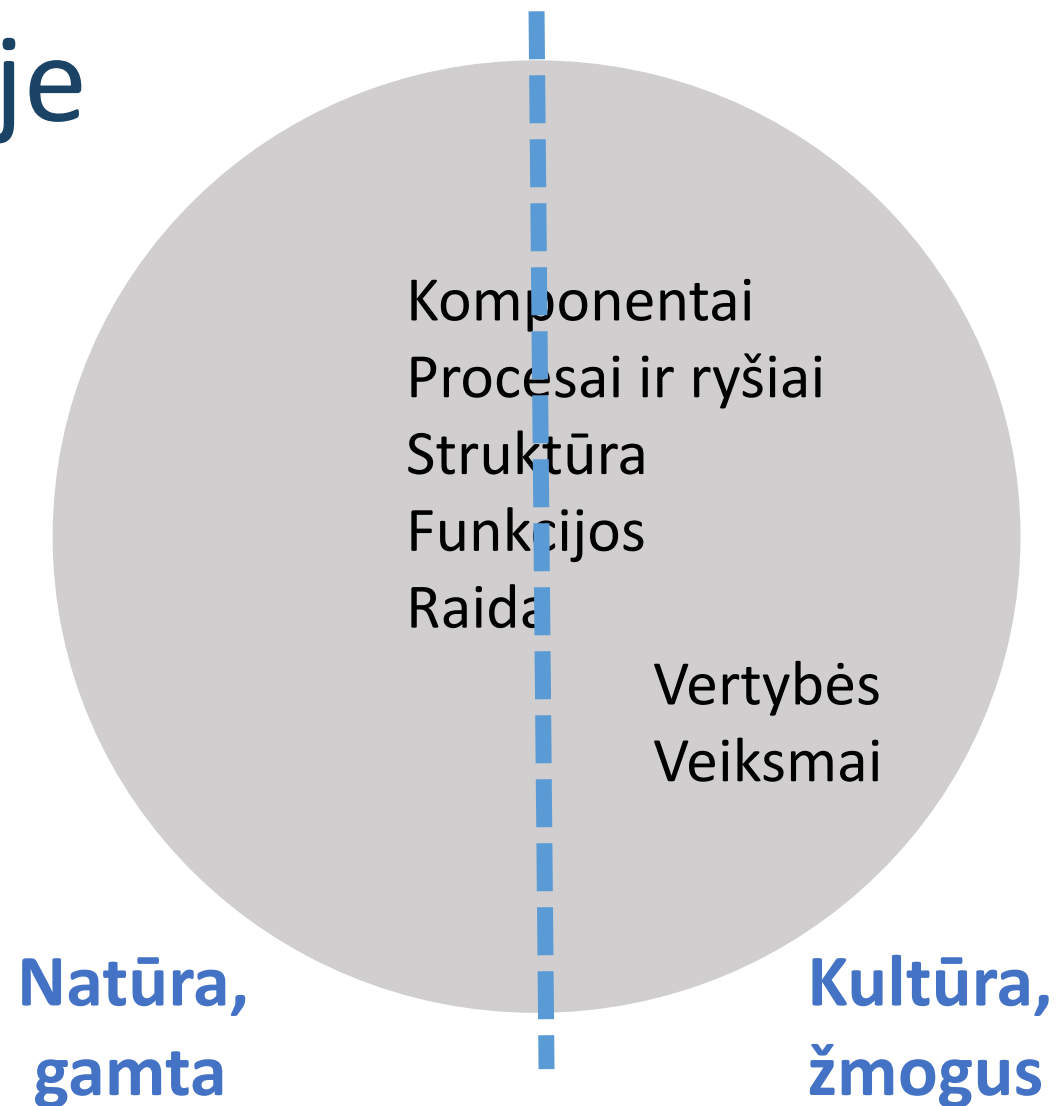 je
Komponentai
Procesai ir ryšiai
Struktūra
Funkcijos
Raida
Vertybės
Veiksmai
Natūra,
gamta
Kultūra,
žmogus